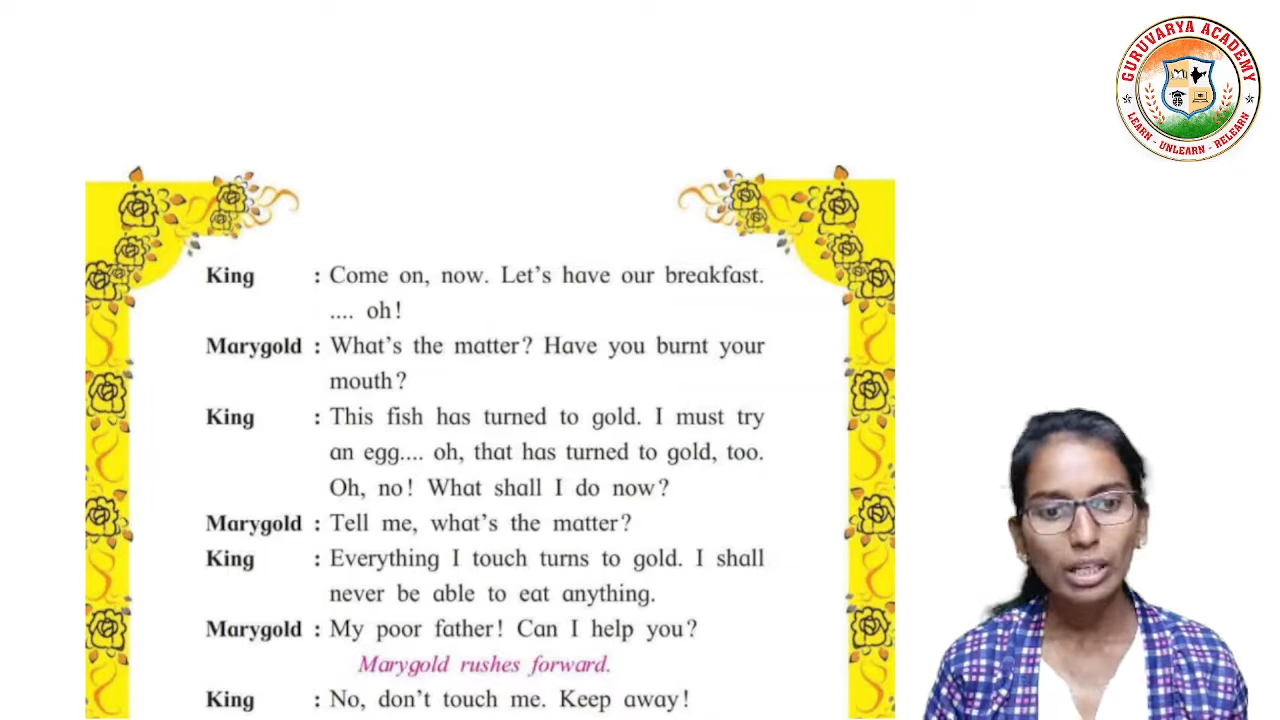 GURUVARYA ACADEMY
LEARN - UNLEARN - RELEARN
King : Come on, now. Let's have our breakfast.
.... oh!
Marygold : What's the matter? Have you burnt your
mouth?
King : This fish has turned to gold. I must try
an egg.... oh, that has turned to gold, too.
Oh, no! What shall I do now?
Marygold : Tell me, what's the matter?
King : Everything I touch turns to gold. I shall
never be able to eat anything.
Marygold : My poor father! Can I help you?
Marygold rushes forward.
King : No, don't touch me. Keep away!